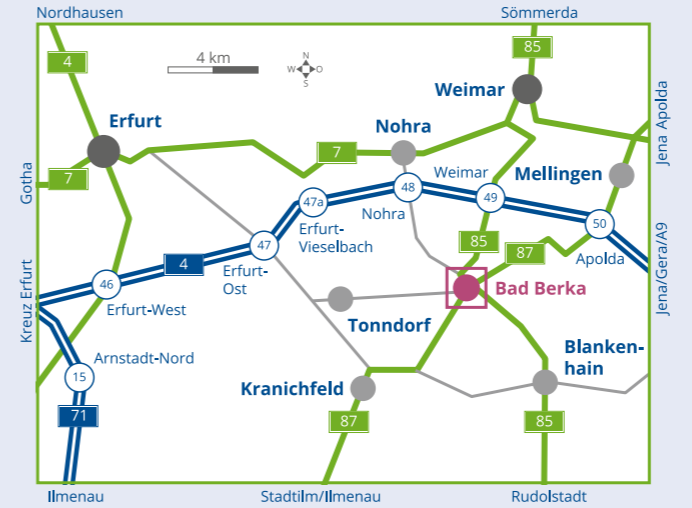 Nordhausen
Sömmerda
4
85
4 km
N
W O
S
Weimar
Erfurt
Nohra
7
Jena Apolda
Gotha
7
Weimar
Mellingen
47a
48
49
Nohra
50
Erfurt-
Vieselbach
85
87
47
4
Erfurt-
Ost
Apolda
Jena/Gera/A9
Kreuz Erfurt
46
Erfurt-West
Bad Berka
Tonndorf
Arnstadt-Nord
15
Blanken-
hain
Kranichfeld
71
87
85
Ilmenau
Stadtilm/Ilmenau
Rudolstadt